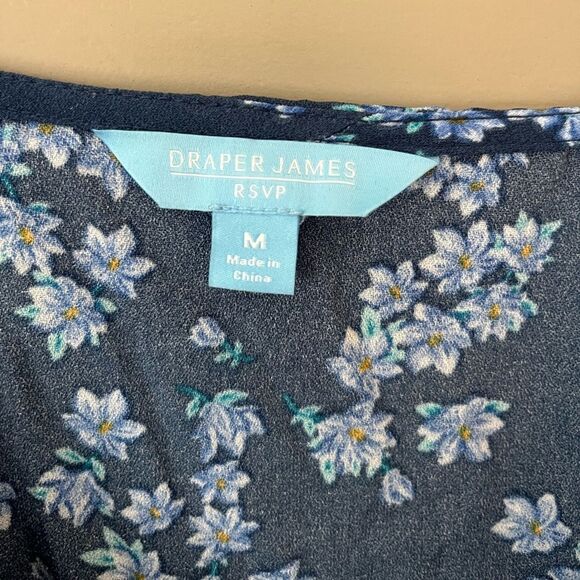 DRAPER JAMES
RSVP
M
Made in
China